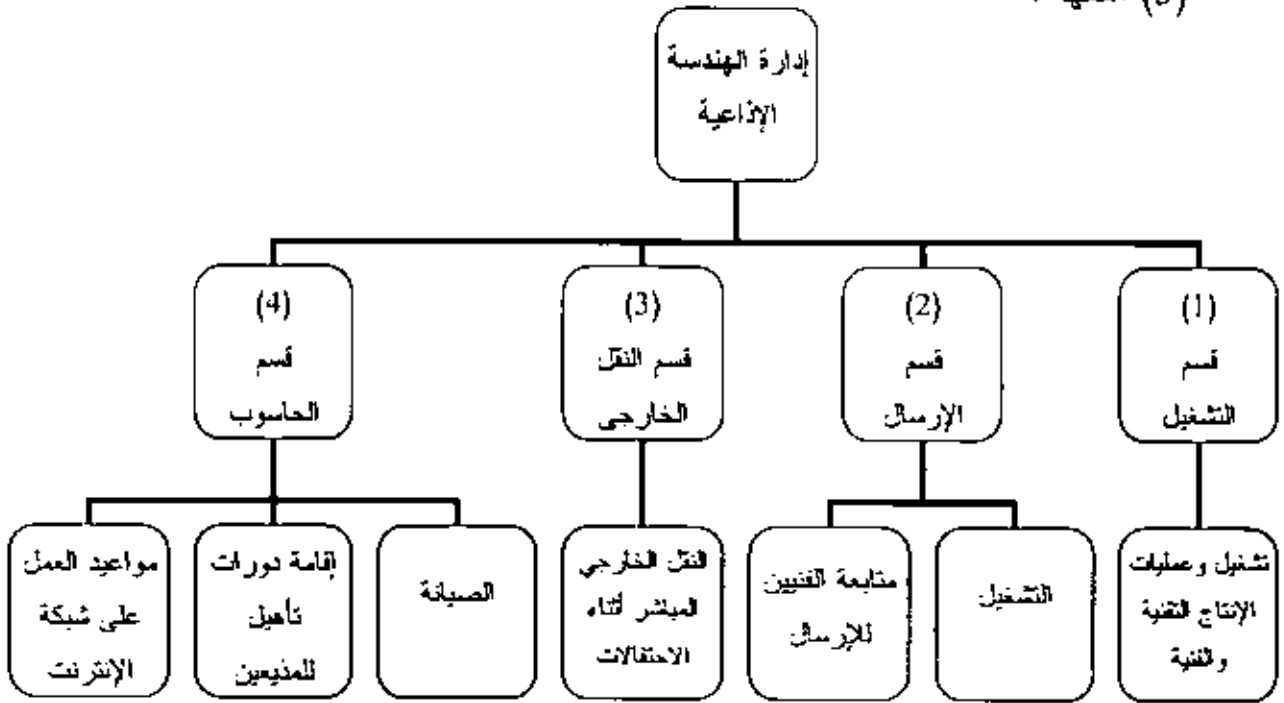 (3)
إدارة الهندسة
الإذاعية
(1)
قسم
التشغيل
(2)
قسم
الإرسال
(3)
قسم النقل
الخارجى
(4)
قسم
الحاسوب
تشغيل وعمليات
الإنتاج التقنية
والفنية
التشغيل
متابعة الفنيين
للإرسال
النقل الخارجي
المباشر أثناء
الاحتفالات
الصيانة
إقامة دورات
تأهيل
للمذيعين
مواعيد العمل
على شبكة
الإنترنت